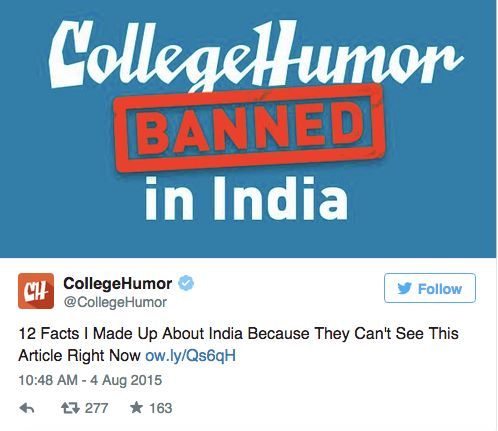 CollegeHumor
BANNED
in India
CH
CollegeHumor
@CollegeHumor
Follow
12 Facts I Made Up About India Because They Can't See This
Article Right Now ow.ly/Qs6qH
10:48 AM - 4 Aug 2015
277 163